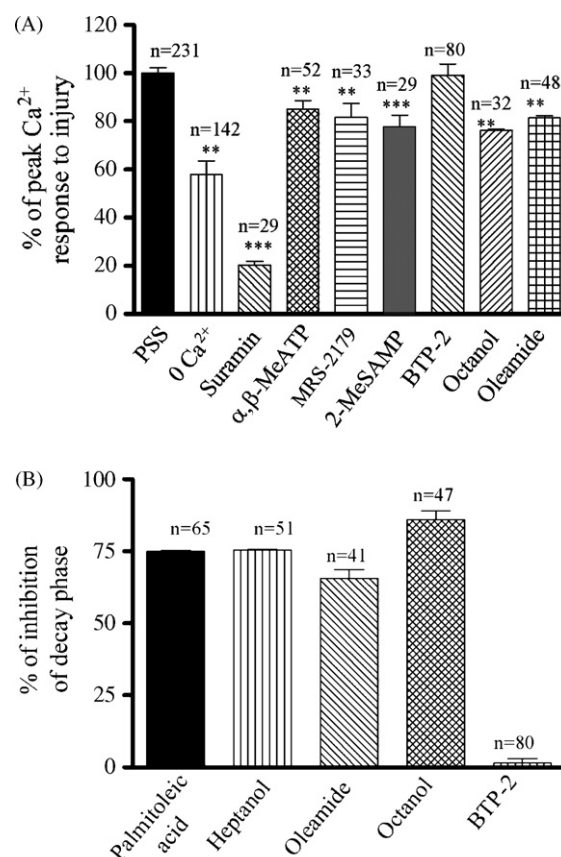 (A)
% of peak Ca2+
response to injury
120
100
80
60
40
20
0
n=231
n=142
**
n=29
***
n=52
**
n=33
**
n=29
***
n=80
n=32
**
n=48
**
PSS
0 Ca2+
Suramin
α,β-MeATP
MRS-2179
2-MeSAMP
BTP-2
Octanol
Oleamide
(B)
% of inhibition
of decay phase
100
75
50
25
0
n=65
n=51
n=41
n=47
n=80
Palmitoleic
acid
Heptanol
Oleamide
Octanol
BTP-2